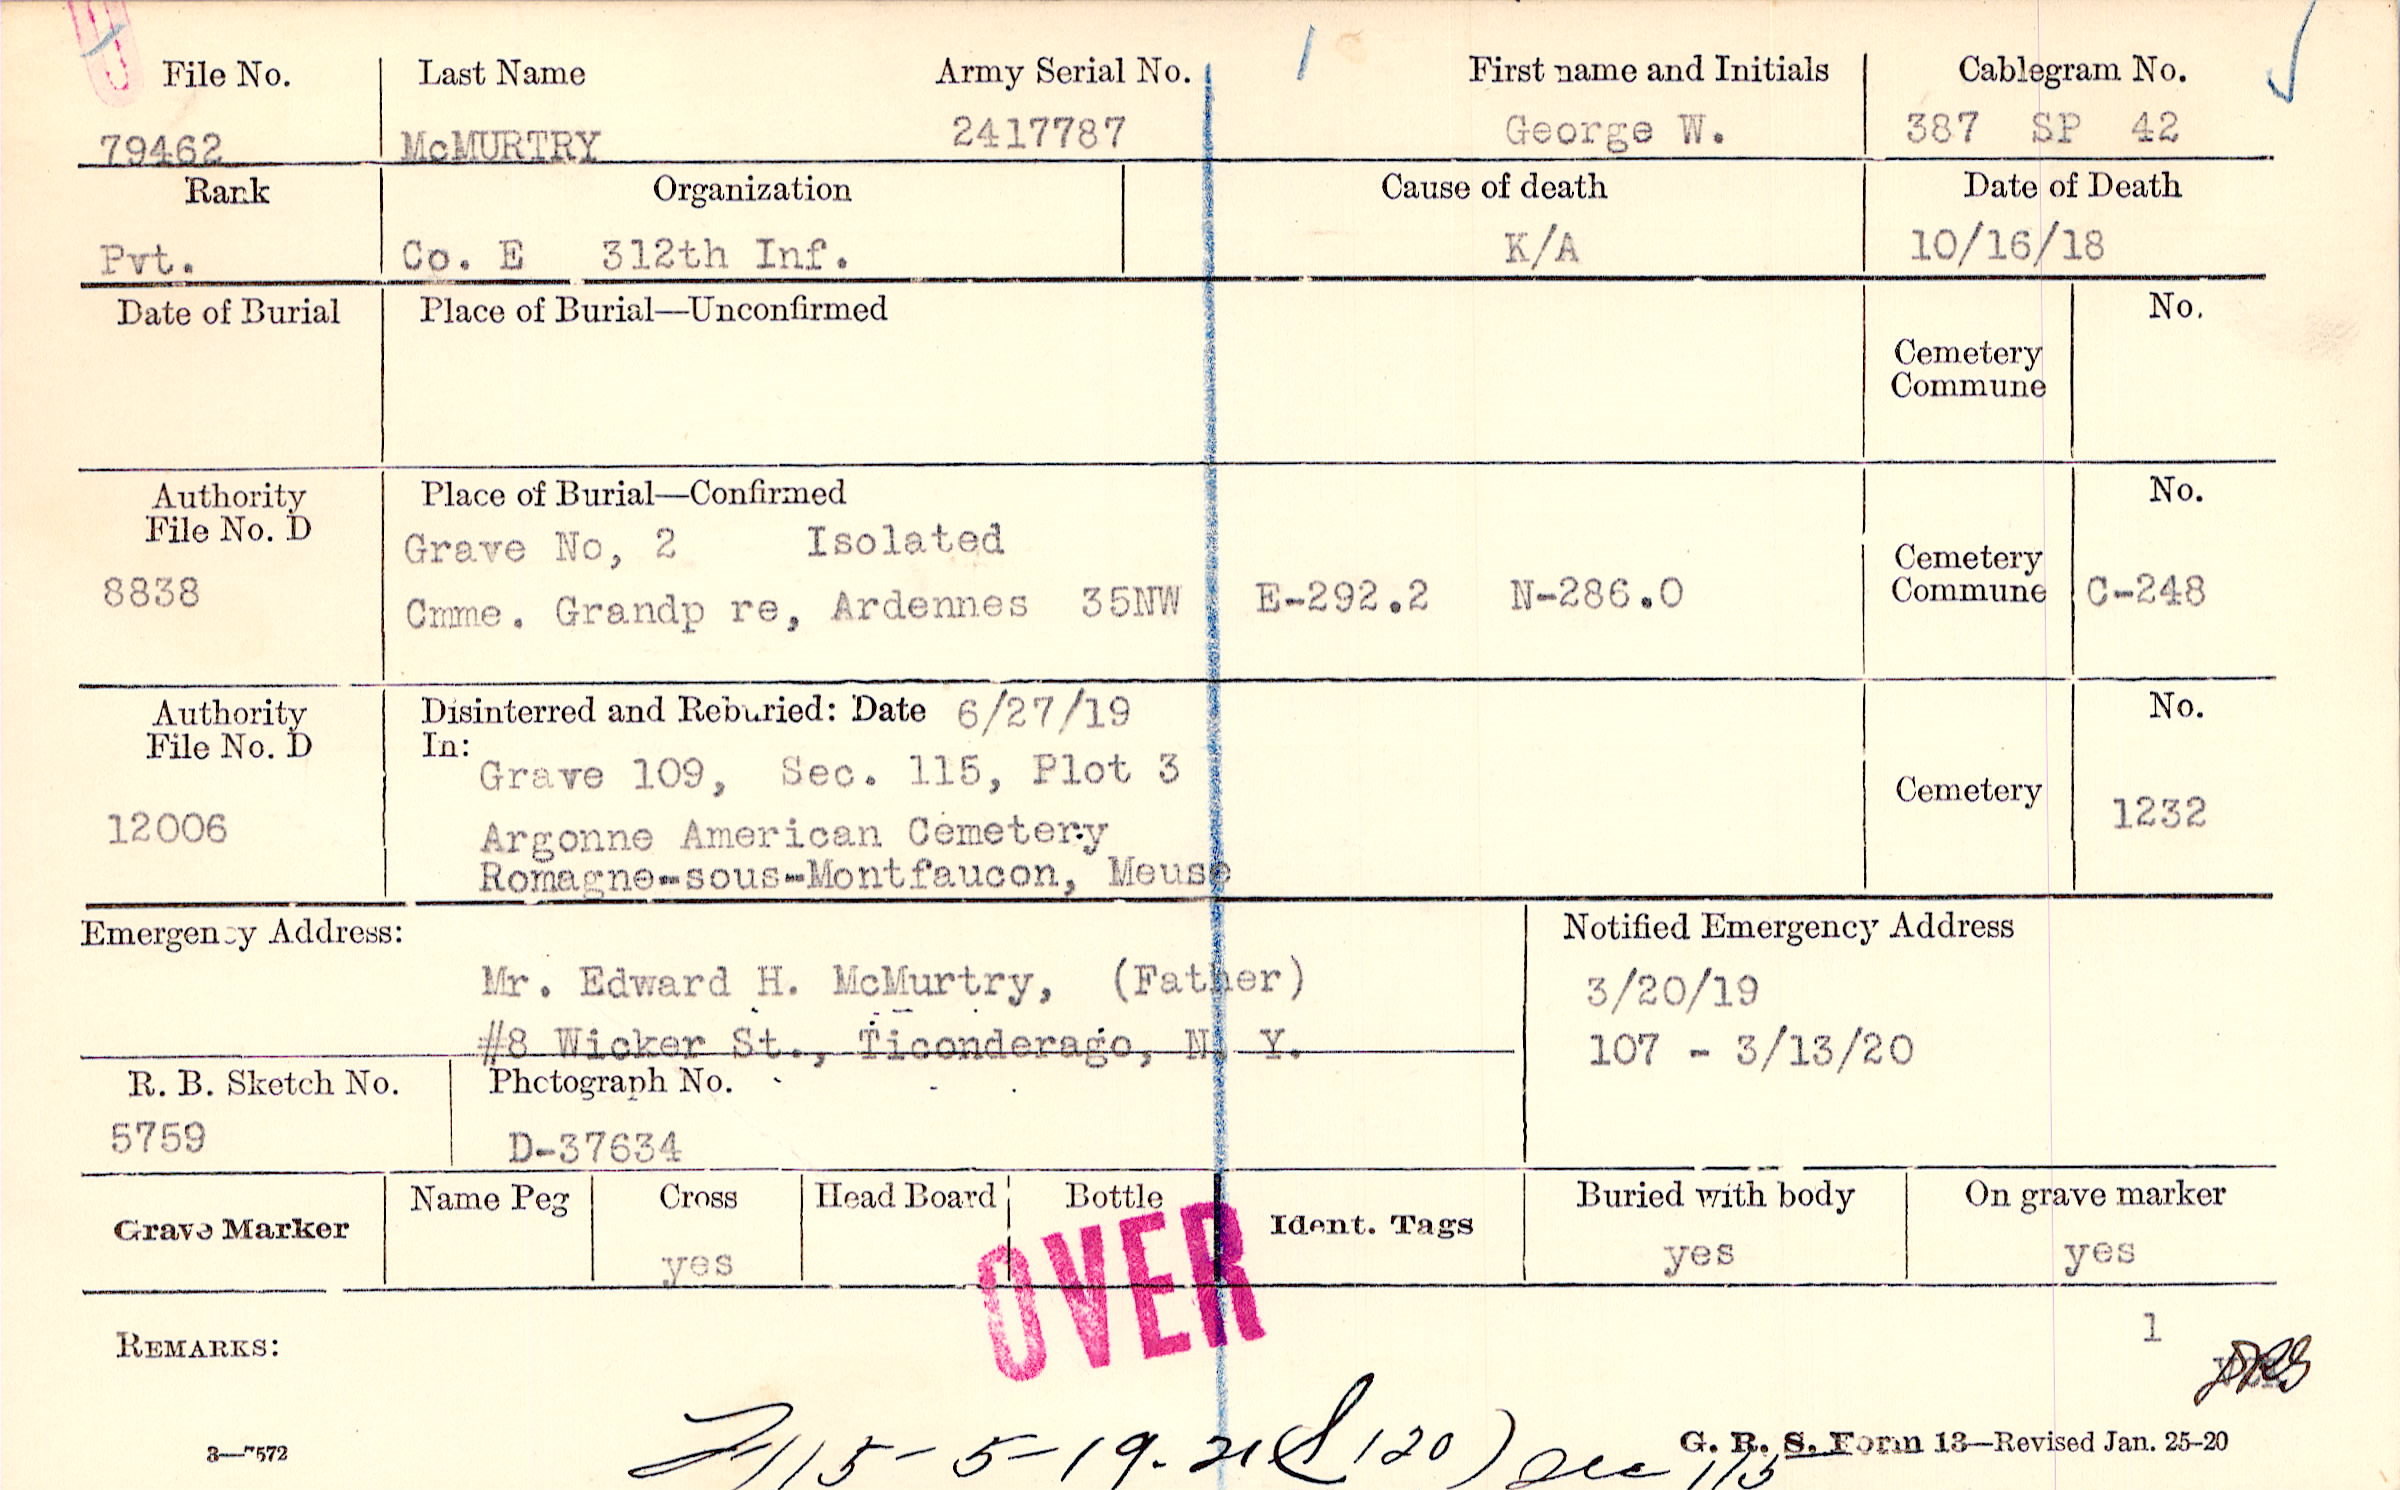 File No. Last Name Army Serial No. First name and Initials Cablegram No.
79462 McMURTRY 2417787 George W. 387 SP 42
Rank Organization Cause of death Date of Death
Pvt. Co. E 312th Inf. K/A 10/16/18
Date of Burial Place of Burial—Unconfirmed No.
Cemetery
Commune
Authority Place of Burial—Confirmed No.
File No. D Grave No, 2 Isolated Cemetery
8838 Cmme. Grandp re, Ardennes 35NW E-292.2 N-286.0 Commune C-248
Authority Disinterred and Reburied: Date 6/27/19 No.
File No. D In:
Grave 109, Sec. 115, Plot 3 Cemetery
12006 Argonne American Cemetery 1232
Romagne-sous-Montfaucon, Meuse
Emergency Address: Notified Emergency Address
Mr. Edward H. McMurtry, (Father) 3/20/19
#8 Wicker St., Ticonderago, N. Y. 107 - 3/13/20
R. B. Sketch No. Photograph No.
5759 D-37634
Grave Marker Name Peg Cross Head Board Bottle Ident. Tags Buried with body On grave marker
yes yes yes
OVER
REMARKS: 1
15-5-19. 21 (L 120)
3—7572 G. R. S. Form 13—Revised Jan. 25-20